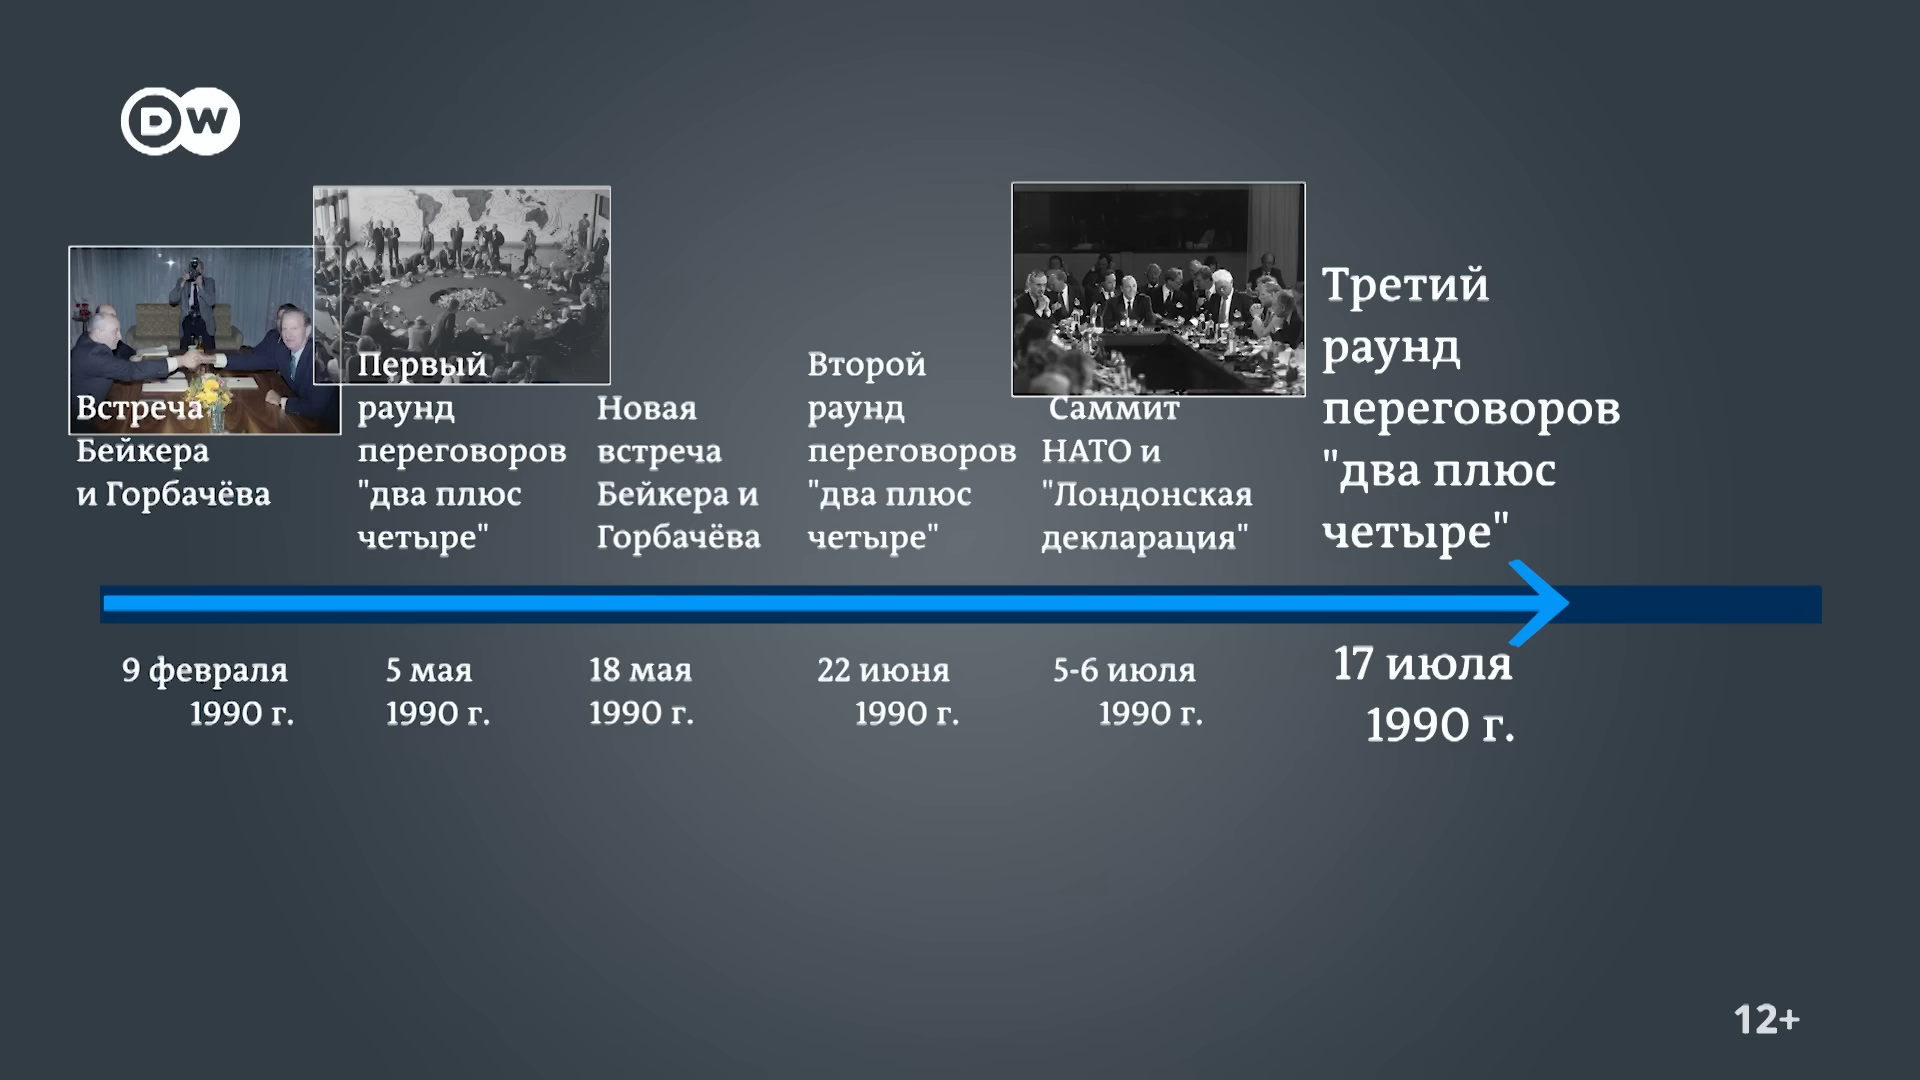 DW
Встреча
Бейкера
и Горбачёва
Первый
раунд
переговоров
"два плюс
четыре"
Новая
встреча
Бейкера и
Горбачёва
Второй
раунд
переговоров
"два плюс
четыре"
Саммит
НАТО и
"Лондонская
декларация"
Третий
раунд
переговоров
"два плюс
четыре"
9 февраля
1990 г.
5 мая
1990 г.
18 мая
1990 г.
22 июня
1990 г.
5-6 июля
1990 г.
17 июля
1990 г.
12+